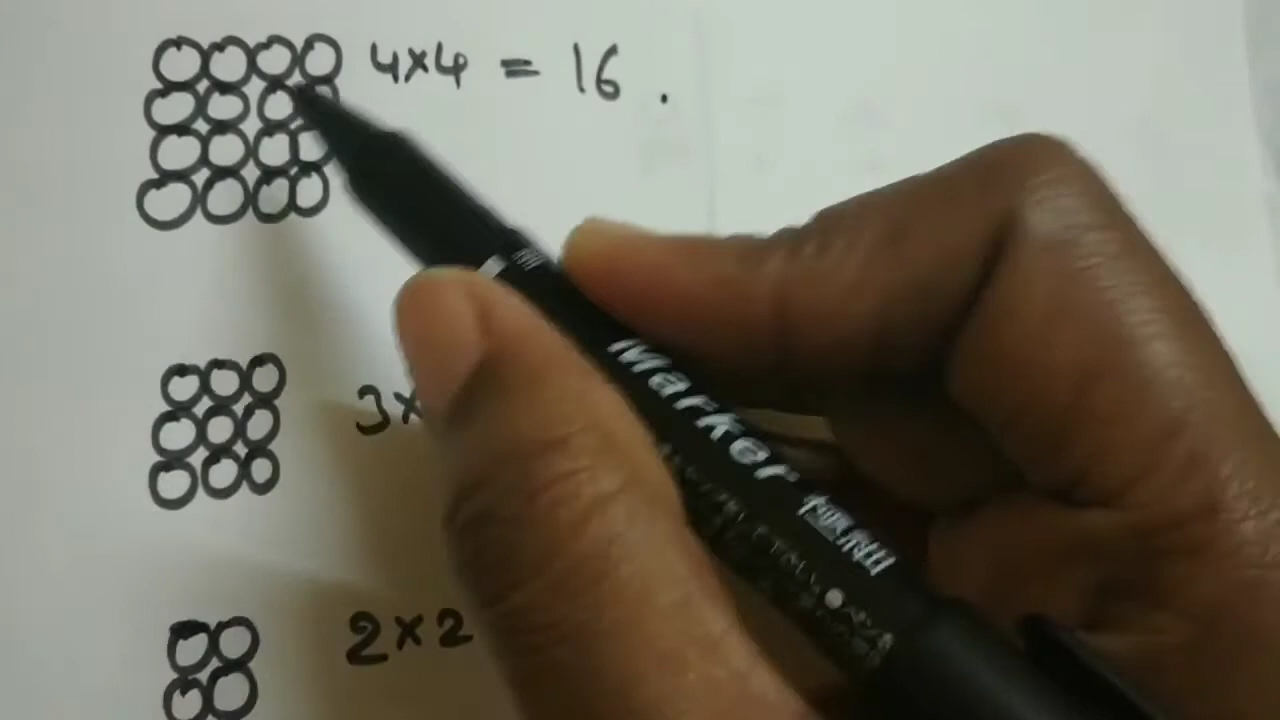 4×4 = 16 .
3×
2×2
Marker